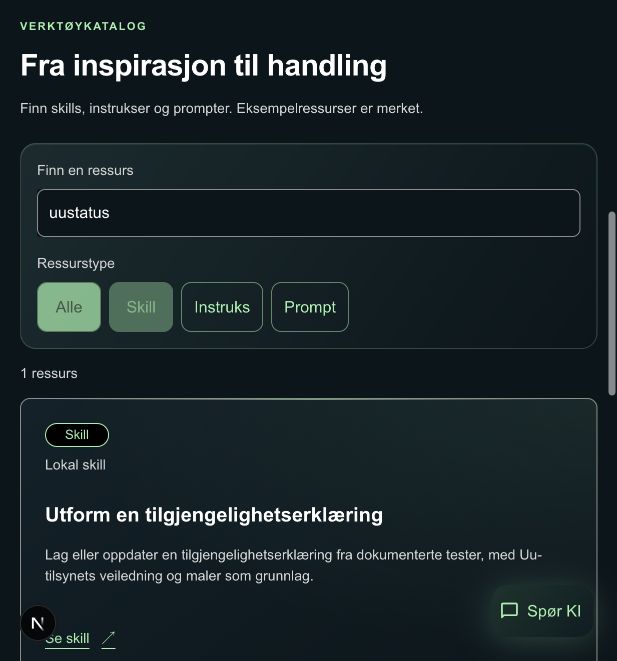 VERKTØYKATALOG
Fra inspirasjon til handling
Finn skills, instrukser og prompter. Eksempelressurser er merket.
Finn en ressurs
uustatus
Ressurstype
Alle
Skill
Instruks
Prompt
1 ressurs
Skill
Lokal skill
Utform en tilgjengelighetserklæring
Lag eller oppdater en tilgjengelighetserklæring fra dokumenterte tester, med Uu-
tilsynets veiledning og maler som grunnlag.
Spør KI
N
Se skill